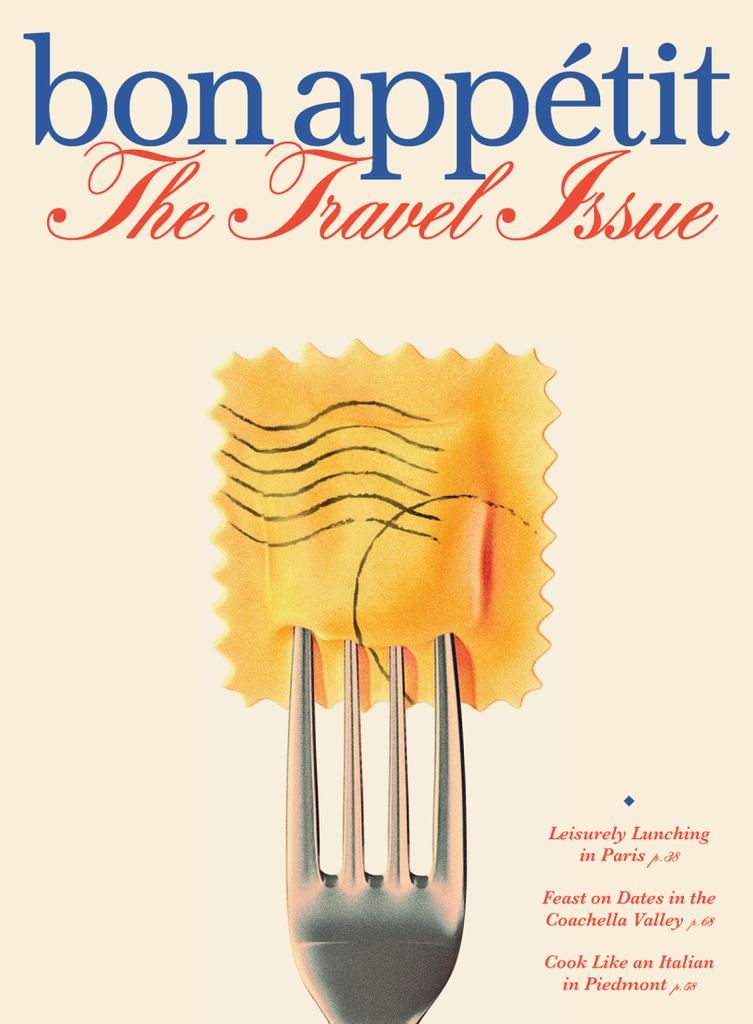 bon appétit
The Travel Issue
Leisurely Lunching
in Paris p.38
Feast on Dates in the
Coachella Valley p.68
Cook Like an Italian
in Piedmont p.58